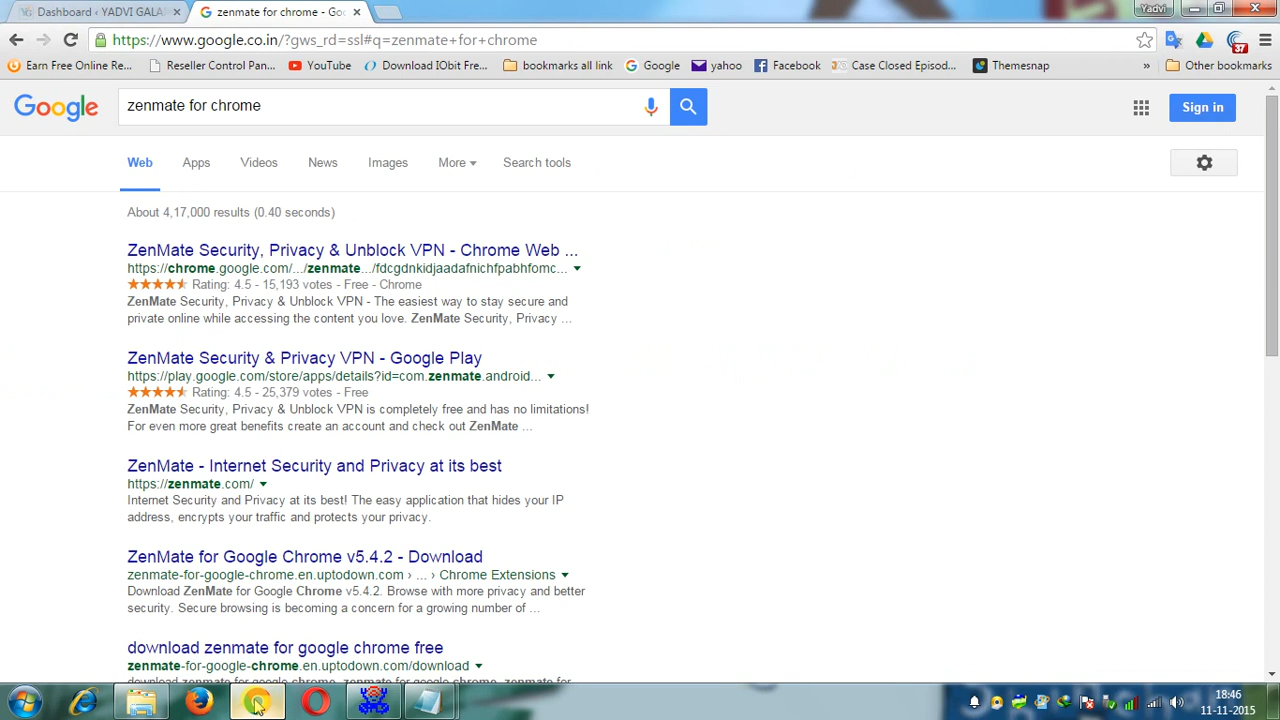 Dashboard ‹ YADVI GALAX
zenmate for chrome - Goo
Yadvi
https://www.google.co.in/?gws_rd=ssl#q=zenmate+for+chrome
37
Earn Free Online Re... Reseller Control Pan... YouTube Download IObit Fre... bookmarks all link Google yahoo Facebook Case Closed Episod... Themesnap » Other bookmarks
Google zenmate for chrome Sign in
Web Apps Videos News Images More Search tools
About 4,17,000 results (0.40 seconds)
ZenMate Security, Privacy & Unblock VPN - Chrome Web ...
https://chrome.google.com/.../zenmate.../fdcgdnkidjaadafnichfpabhfomc...
Rating: 4.5 - 15,193 votes - Free - Chrome
ZenMate Security, Privacy & Unblock VPN - The easiest way to stay secure and
private online while accessing the content you love. ZenMate Security, Privacy ...
ZenMate Security & Privacy VPN - Google Play
https://play.google.com/store/apps/details?id=com.zenmate.android...
Rating: 4.5 - 25,379 votes - Free
ZenMate Security, Privacy & Unblock VPN is completely free and has no limitations!
For even more great benefits create an account and check out ZenMate ...
ZenMate - Internet Security and Privacy at its best
https://zenmate.com/
Internet Security and Privacy at its best! The easy application that hides your IP
address, encrypts your traffic and protects your privacy.
ZenMate for Google Chrome v5.4.2 - Download
zenmate-for-google-chrome.en.uptodown.com › ... › Chrome Extensions
Download ZenMate for Google Chrome v5.4.2. Browse with more privacy and better
security. Secure browsing is becoming a concern for a growing number of ...
download zenmate for google chrome free
zenmate-for-google-chrome.en.uptodown.com/download
18:46
11-11-2015